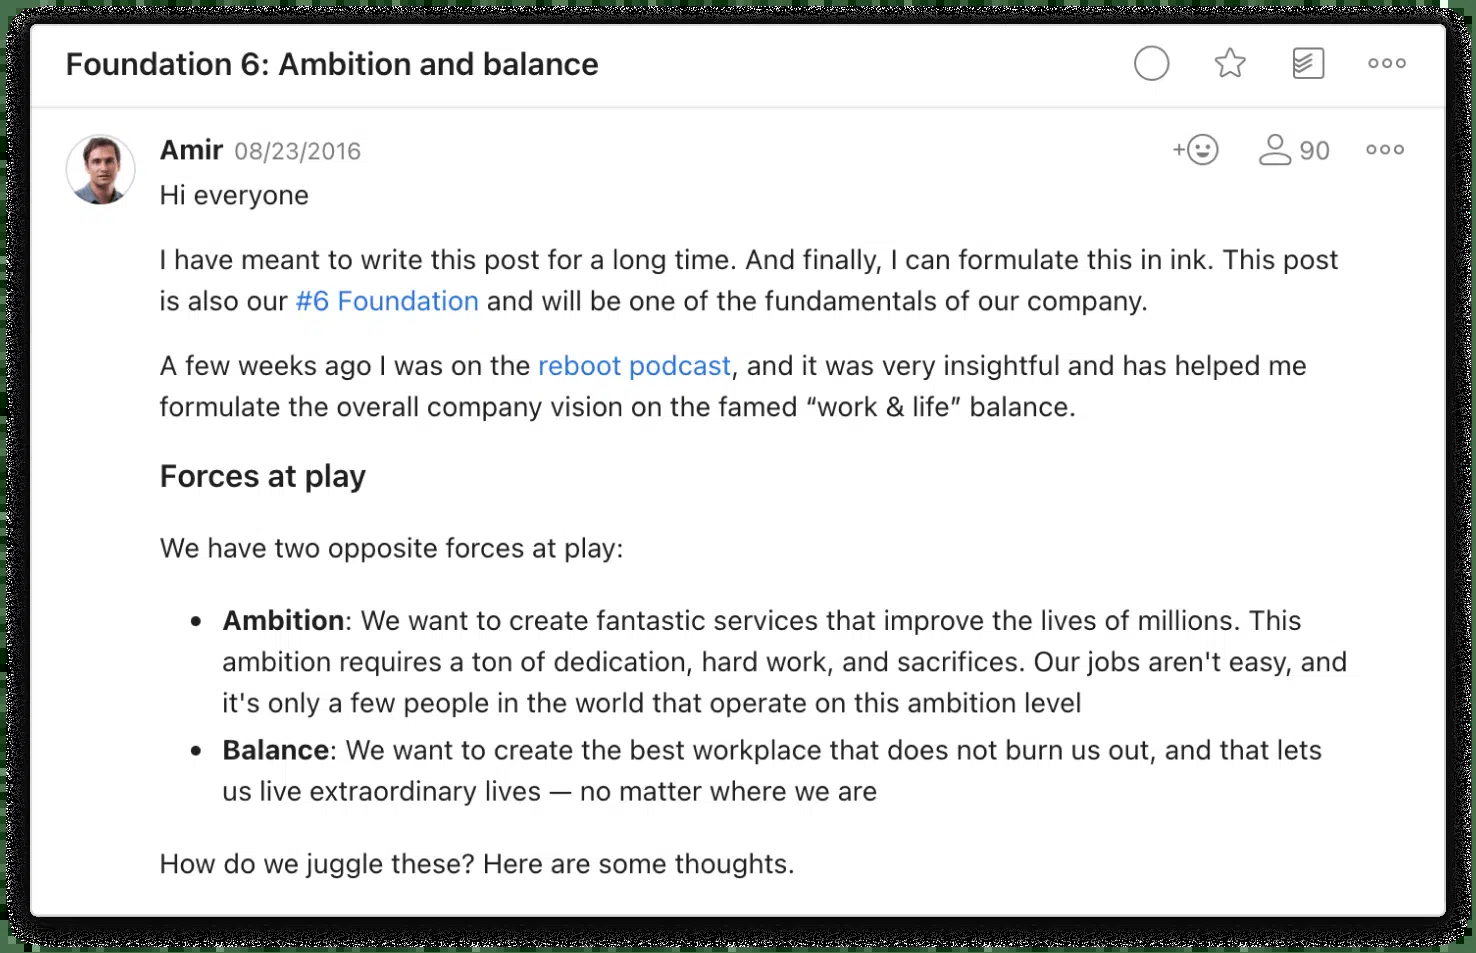 Foundation 6: Ambition and balance
Amir 08/23/2016
+ 90
Hi everyone
I have meant to write this post for a long time. And finally, I can formulate this in ink. This post
is also our #6 Foundation and will be one of the fundamentals of our company.
A few weeks ago I was on the reboot podcast, and it was very insightful and has helped me
formulate the overall company vision on the famed “work & life” balance.
Forces at play
We have two opposite forces at play:
• Ambition: We want to create fantastic services that improve the lives of millions. This
ambition requires a ton of dedication, hard work, and sacrifices. Our jobs aren't easy, and
it's only a few people in the world that operate on this ambition level
• Balance: We want to create the best workplace that does not burn us out, and that lets
us live extraordinary lives — no matter where we are
How do we juggle these? Here are some thoughts.